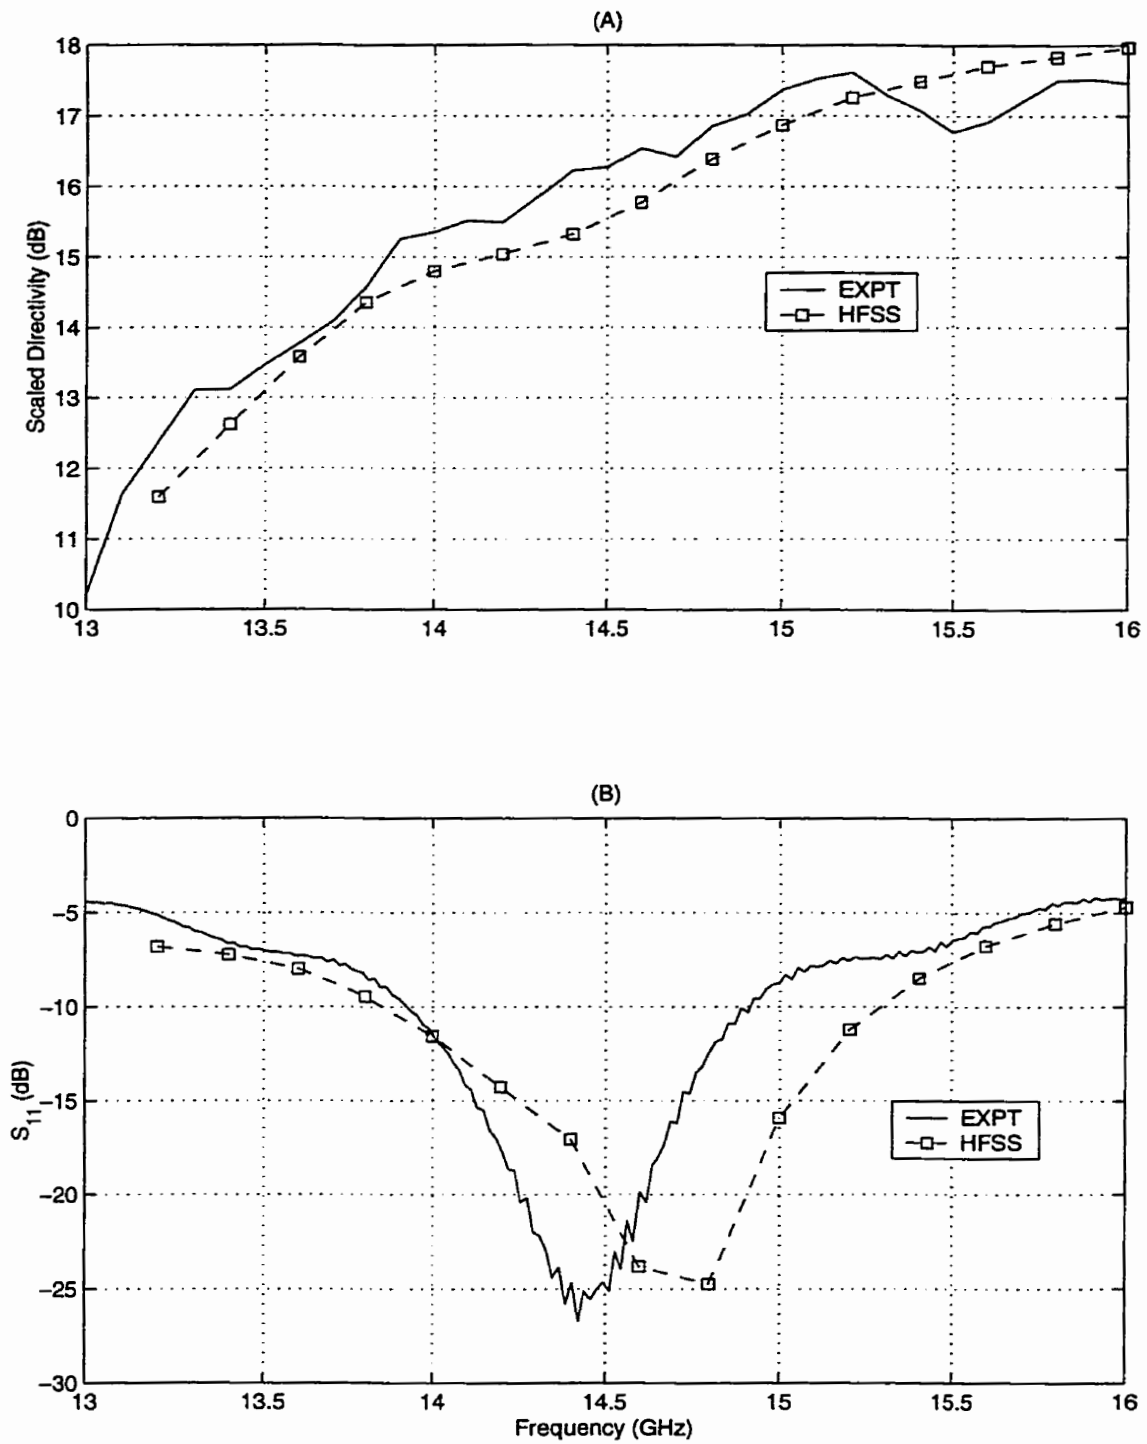 (A)
18
17
16
15
14
13
12
11
10
Scaled Directivity (dB)
EXPT
HFSS
13 13.5 14 14.5 15 15.5 16
(B)
0
−5
−10
−15
−20
−25
−30
S11 (dB)
EXPT
HFSS
13 13.5 14 14.5 15 15.5 16
Frequency (GHz)